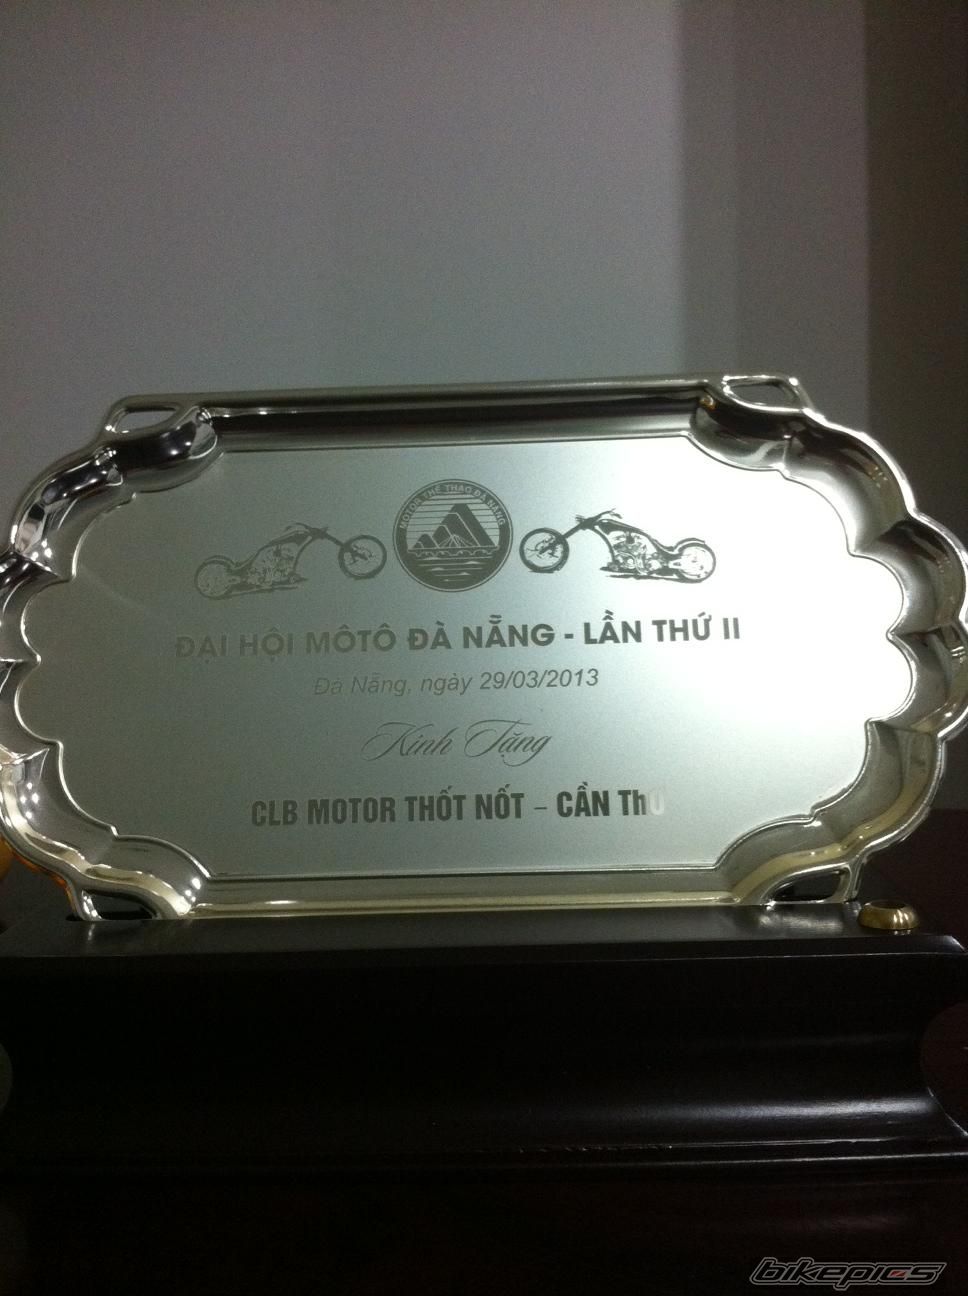 MOTOR THỂ THAO ĐÀ NẴNG
ĐẠI HỘI MÔTÔ ĐÀ NẴNG - LẦN THỨ II
Đà Nẵng, ngày 29/03/2013
Kính Tặng
CLB MOTOR THỐT NỐT – CẦN Thơ
bikepics